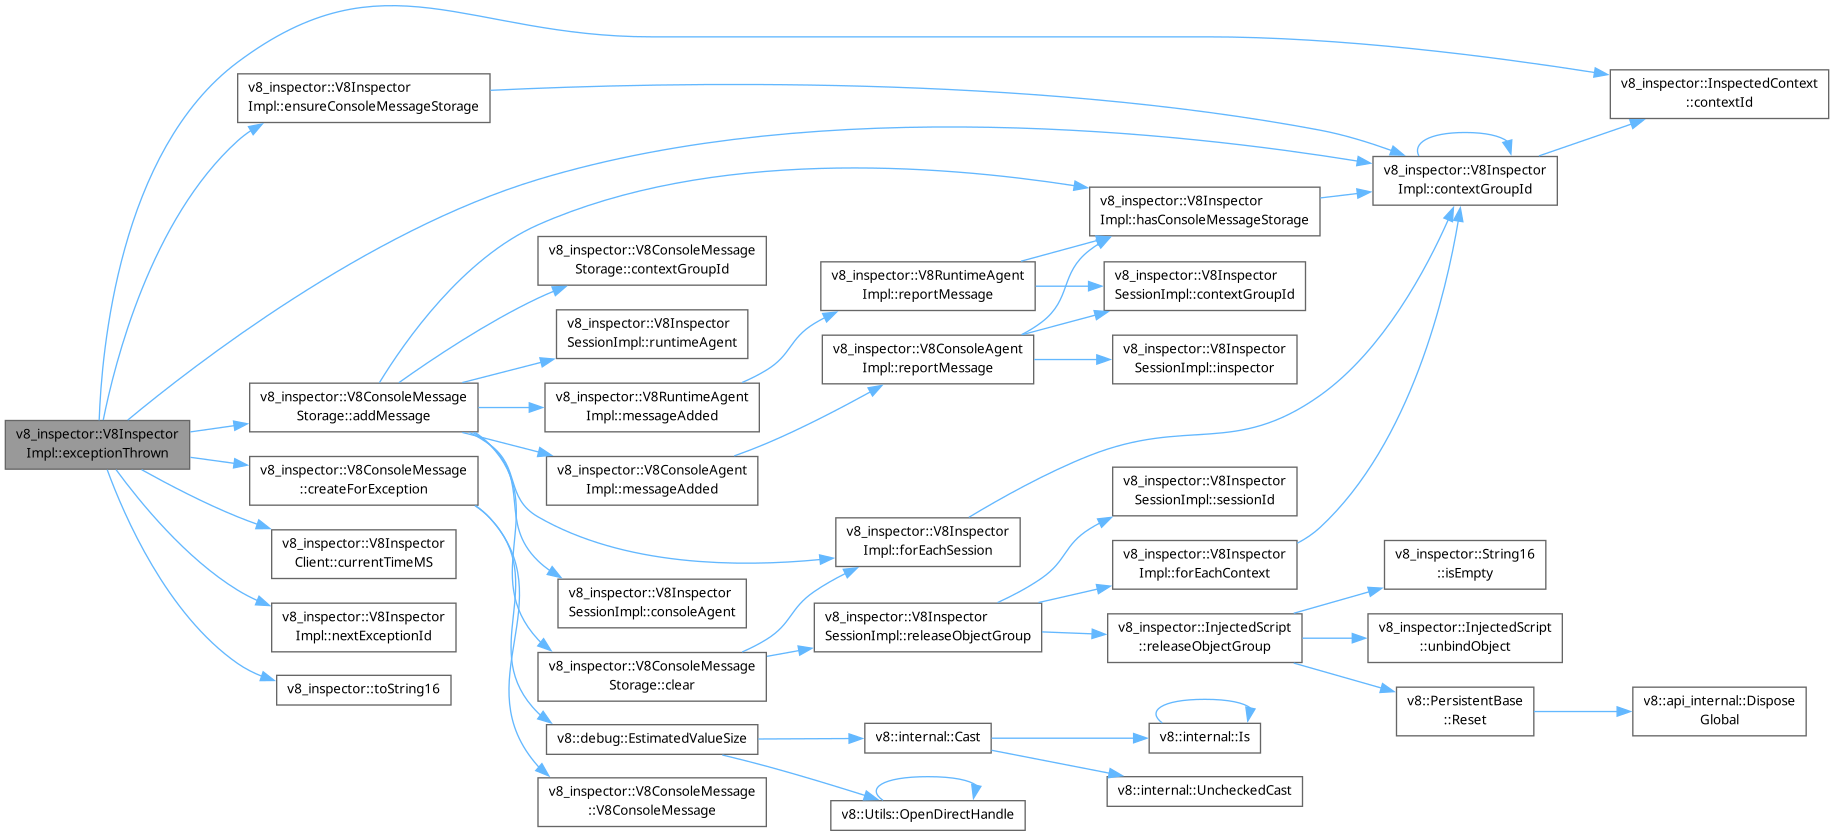 v8_inspector::V8Inspector
Impl::exceptionThrown
v8_inspector::V8Inspector
Impl::ensureConsoleMessageStorage
v8_inspector::V8ConsoleMessage
Storage::addMessage
v8_inspector::V8ConsoleMessage
::createForException
v8_inspector::V8Inspector
Client::currentTimeMS
v8_inspector::V8Inspector
Impl::nextExceptionId
v8_inspector::toString16
v8_inspector::V8ConsoleMessage
Storage::contextGroupId
v8_inspector::V8Inspector
SessionImpl::runtimeAgent
v8_inspector::V8RuntimeAgent
Impl::messageAdded
v8_inspector::V8ConsoleAgent
Impl::messageAdded
v8_inspector::V8Inspector
SessionImpl::consoleAgent
v8_inspector::V8ConsoleMessage
Storage::clear
v8::debug::EstimatedValueSize
v8_inspector::V8ConsoleMessage
::V8ConsoleMessage
v8_inspector::V8RuntimeAgent
Impl::reportMessage
v8_inspector::V8ConsoleAgent
Impl::reportMessage
v8_inspector::V8Inspector
Impl::forEachSession
v8_inspector::V8Inspector
SessionImpl::releaseObjectGroup
v8::internal::Cast
v8::Utils::OpenDirectHandle
v8_inspector::V8Inspector
Impl::hasConsoleMessageStorage
v8_inspector::V8Inspector
SessionImpl::contextGroupId
v8_inspector::V8Inspector
SessionImpl::inspector
v8_inspector::V8Inspector
SessionImpl::sessionId
v8_inspector::V8Inspector
Impl::forEachContext
v8_inspector::InjectedScript
::releaseObjectGroup
v8::internal::Is
v8::internal::UncheckedCast
v8_inspector::V8Inspector
Impl::contextGroupId
v8_inspector::String16
::isEmpty
v8_inspector::InjectedScript
::unbindObject
v8::PersistentBase
::Reset
v8_inspector::InspectedContext
::contextId
v8::api_internal::Dispose
Global